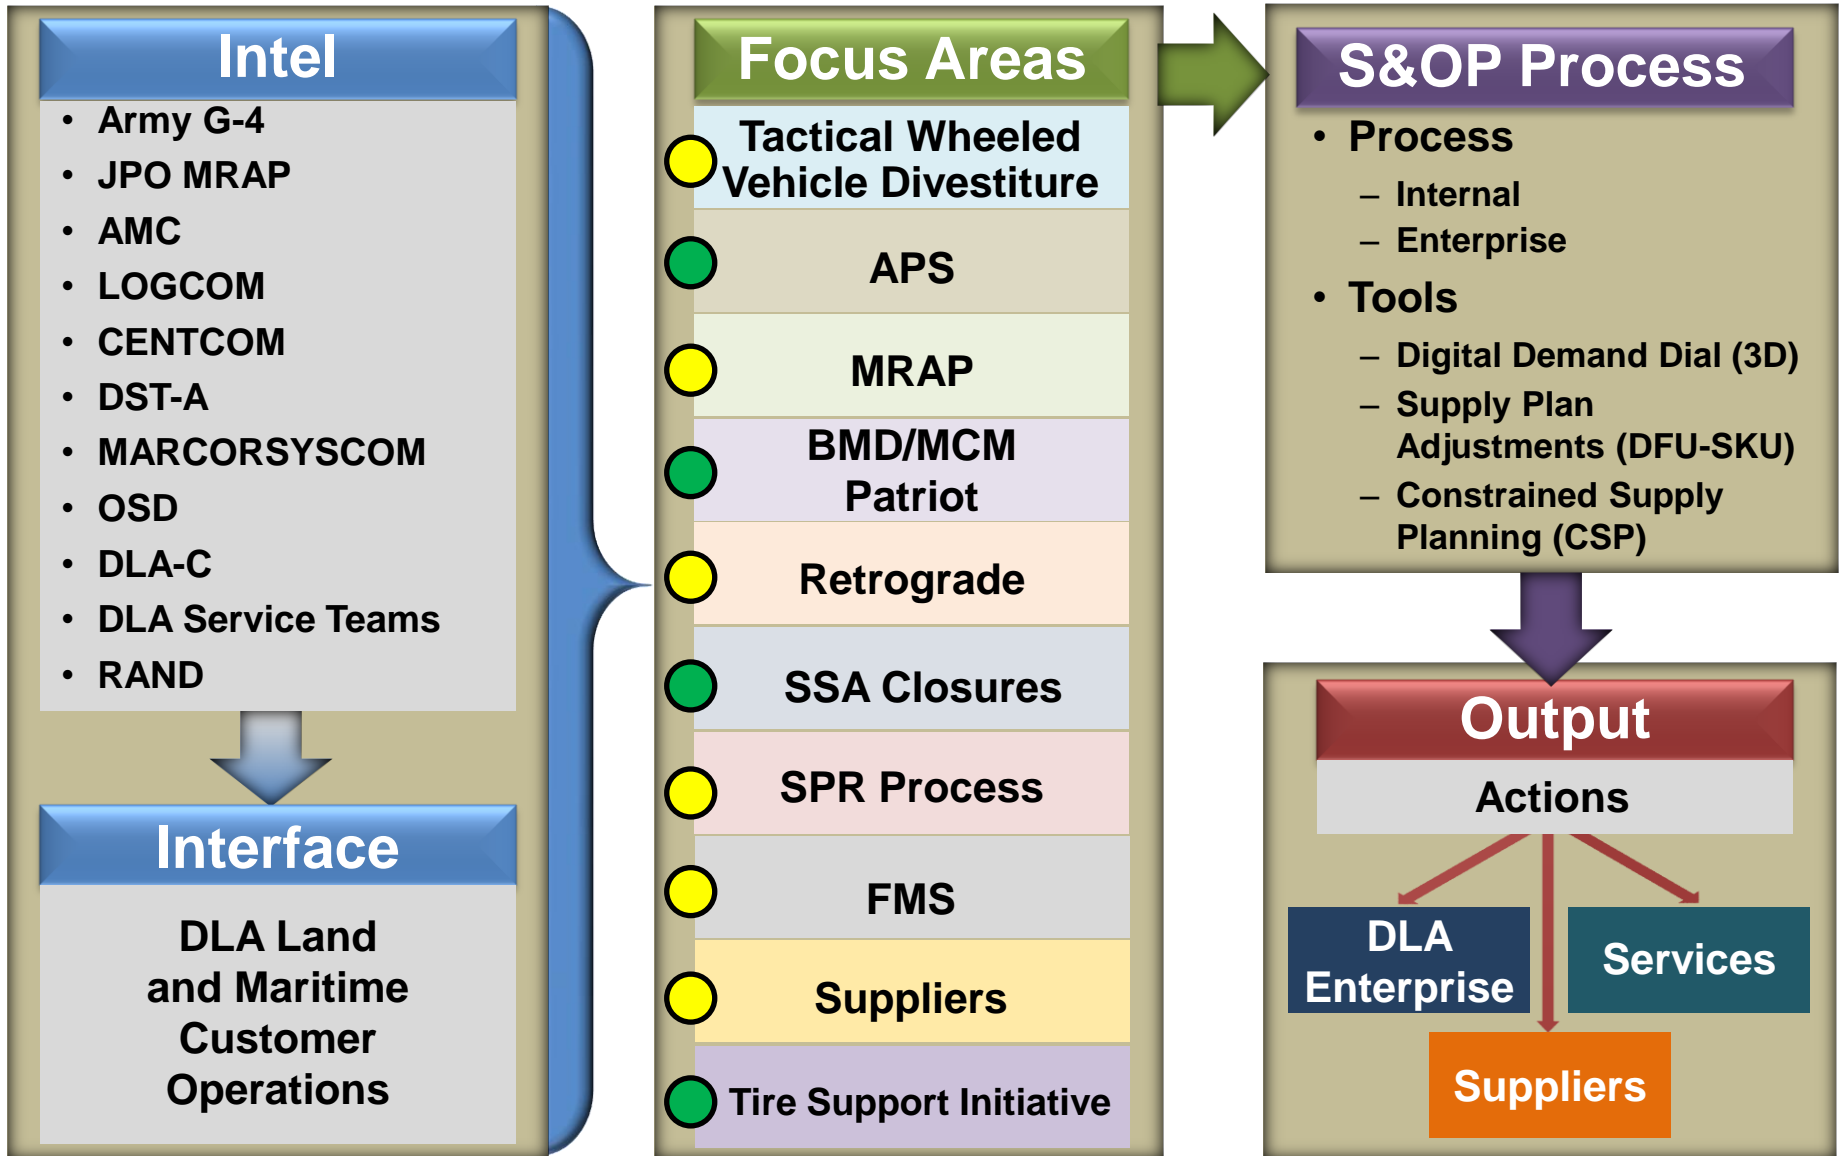 Intel
• Army G-4
• JPO MRAP
• AMC
• LOGCOM
• CENTCOM
• DST-A
• MARCORSYSCOM
• OSD
• DLA-C
• DLA Service Teams
• RAND
Interface
DLA Land
and Maritime
Customer
Operations
Focus Areas
Tactical Wheeled
Vehicle Divestiture
APS
MRAP
BMD/MCM
Patriot
Retrograde
SSA Closures
SPR Process
FMS
Suppliers
Tire Support Initiative
S&OP Process
• Process
– Internal
– Enterprise
• Tools
– Digital Demand Dial (3D)
– Supply Plan
Adjustments (DFU-SKU)
– Constrained Supply
Planning (CSP)
Output
Actions
DLA
Enterprise
Services
Suppliers